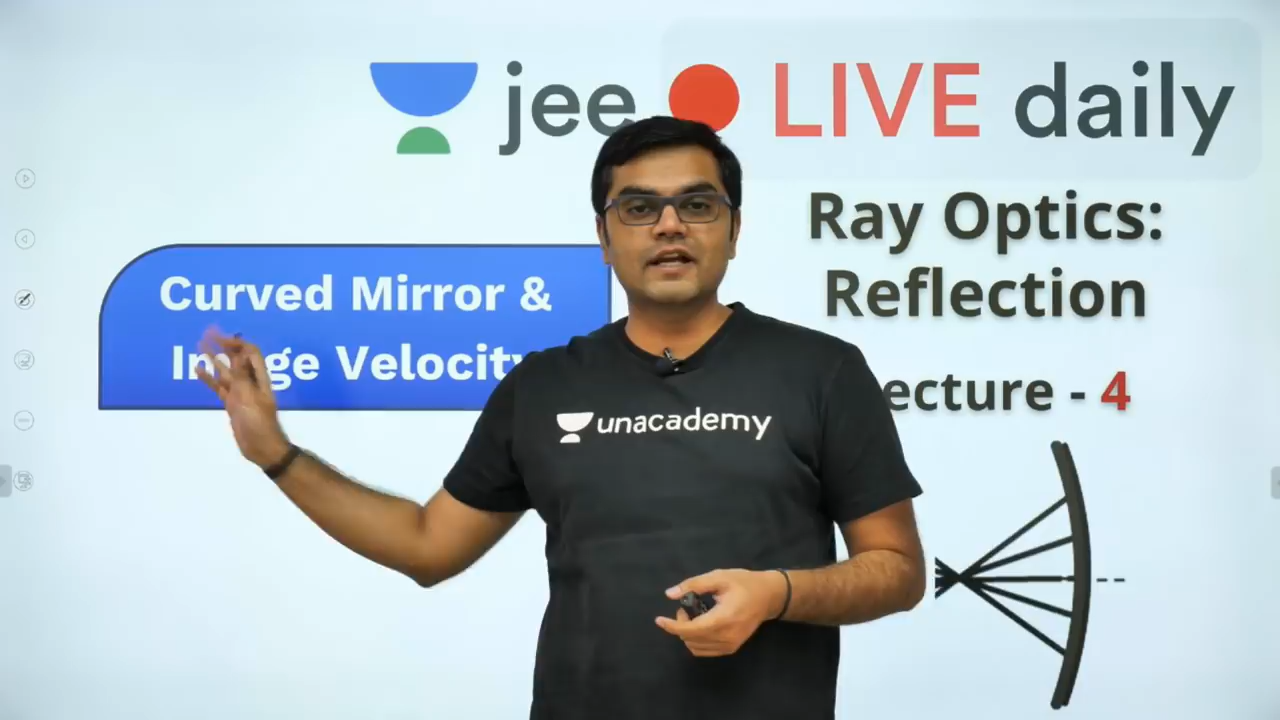 jee LIVE daily
Ray Optics:
Reflection
Curved Mirror &
Image Velocity
Lecture - 4
unacademy